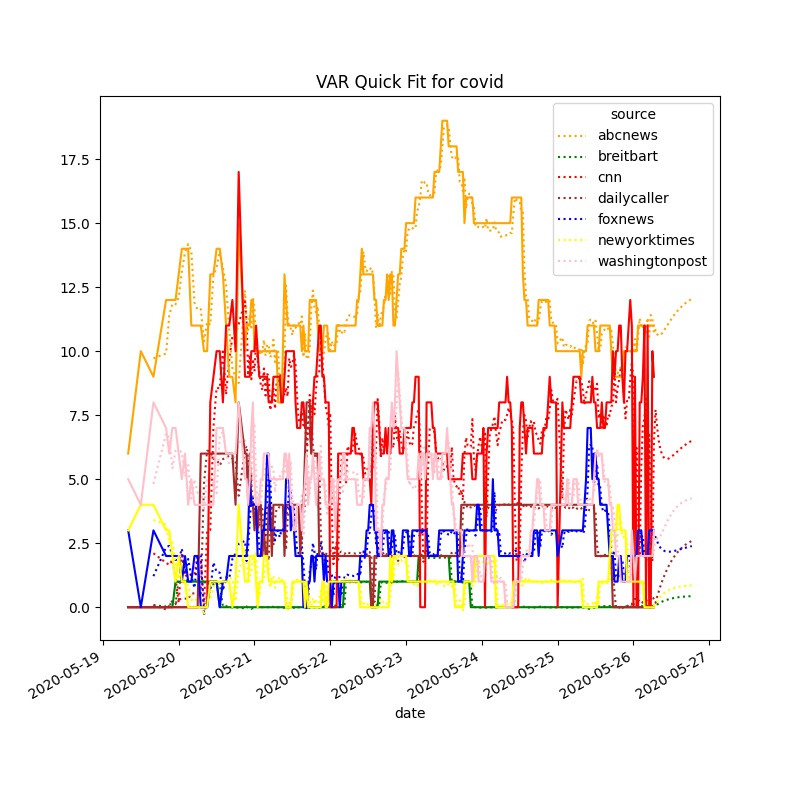 VAR Quick Fit for covid
source
abcnews
breitbart
cnn
dailycaller
foxnews
newyorktimes
washingtonpost
17.5
15.0
12.5
10.0
7.5
5.0
2.5
0.0
2020-05-19
2020-05-20
2020-05-21
2020-05-22
2020-05-23
2020-05-24
2020-05-25
2020-05-26
2020-05-27
date